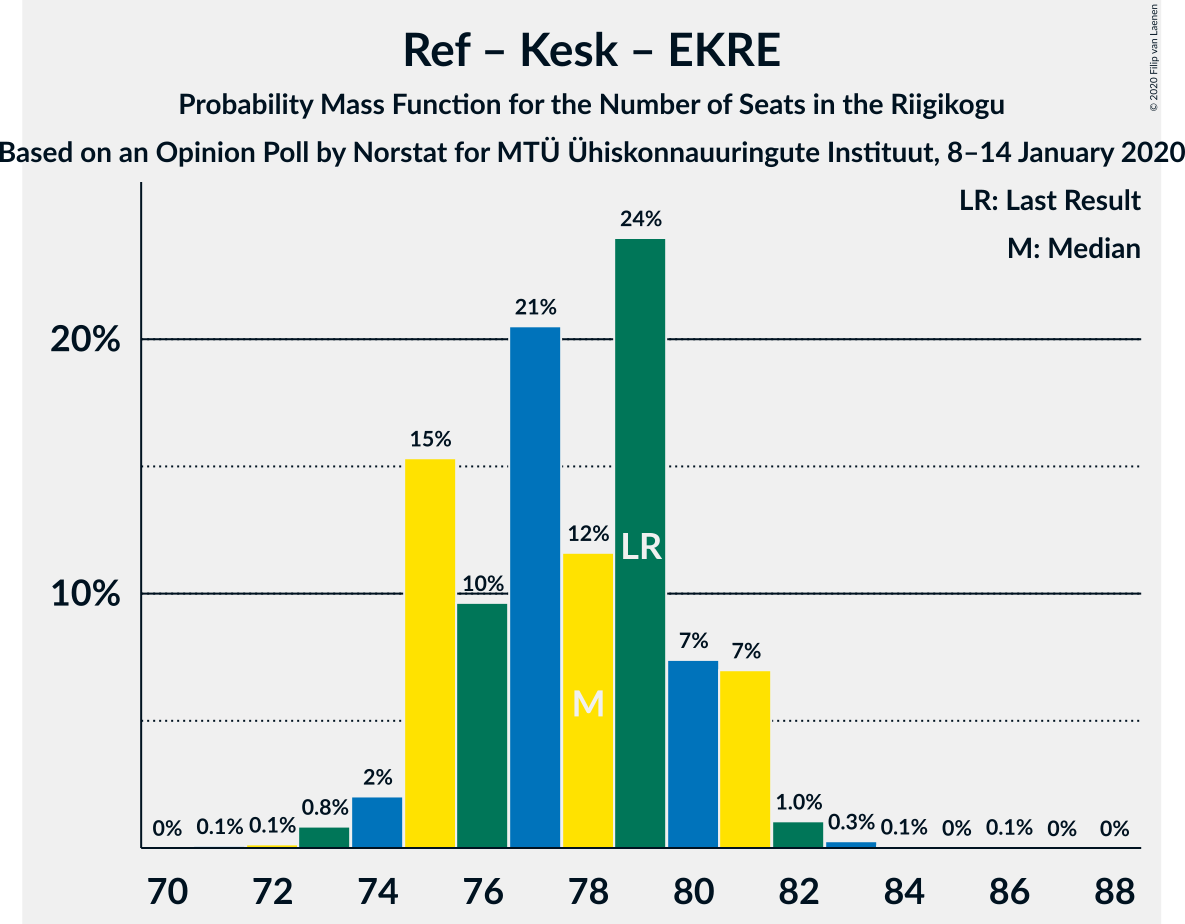 Ref – Kesk – EKRE
Probability Mass Function for the Number of Seats in the Riigikogu
Based on an Opinion Poll by Norstat for MTÜ Ühiskonnauuringute Instituut, 8–14 January 2020
© 2020 Filip van Laenen
LR: Last Result
M: Median
24%
21%
20%
15%
12%
LR
10%
10%
7%
7%
M
2%
0% 0.1% 0.1% 0.8% 1.0% 0.3% 0.1% 0% 0.1% 0% 0%
70 72 74 76 78 80 82 84 86 88